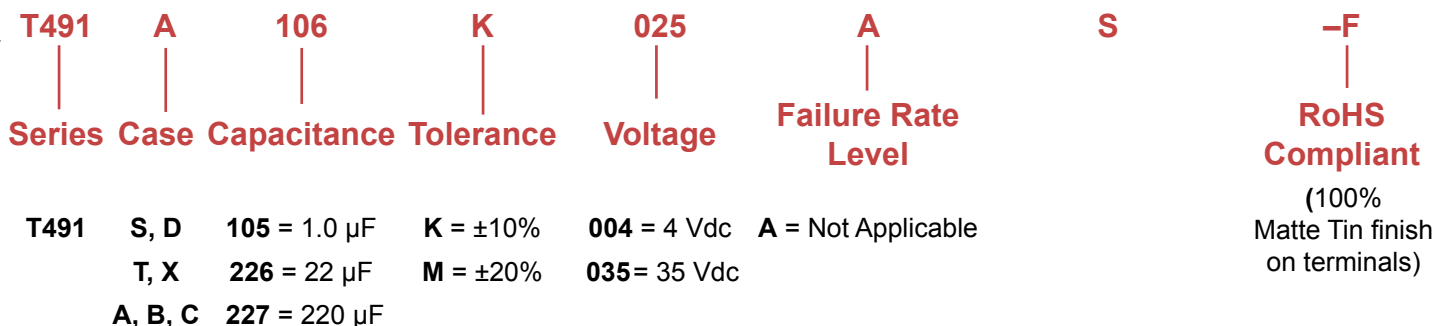 T491 A 106 K 025 A S –F
Series Case Capacitance Tolerance Voltage Failure Rate Level RoHS Compliant
T491 S, D 105 = 1.0 µF K = ±10% 004 = 4 Vdc A = Not Applicable (100% Matte Tin finish on terminals)
T, X 226 = 22 µF M = ±20% 035= 35 Vdc
A, B, C 227 = 220 µF